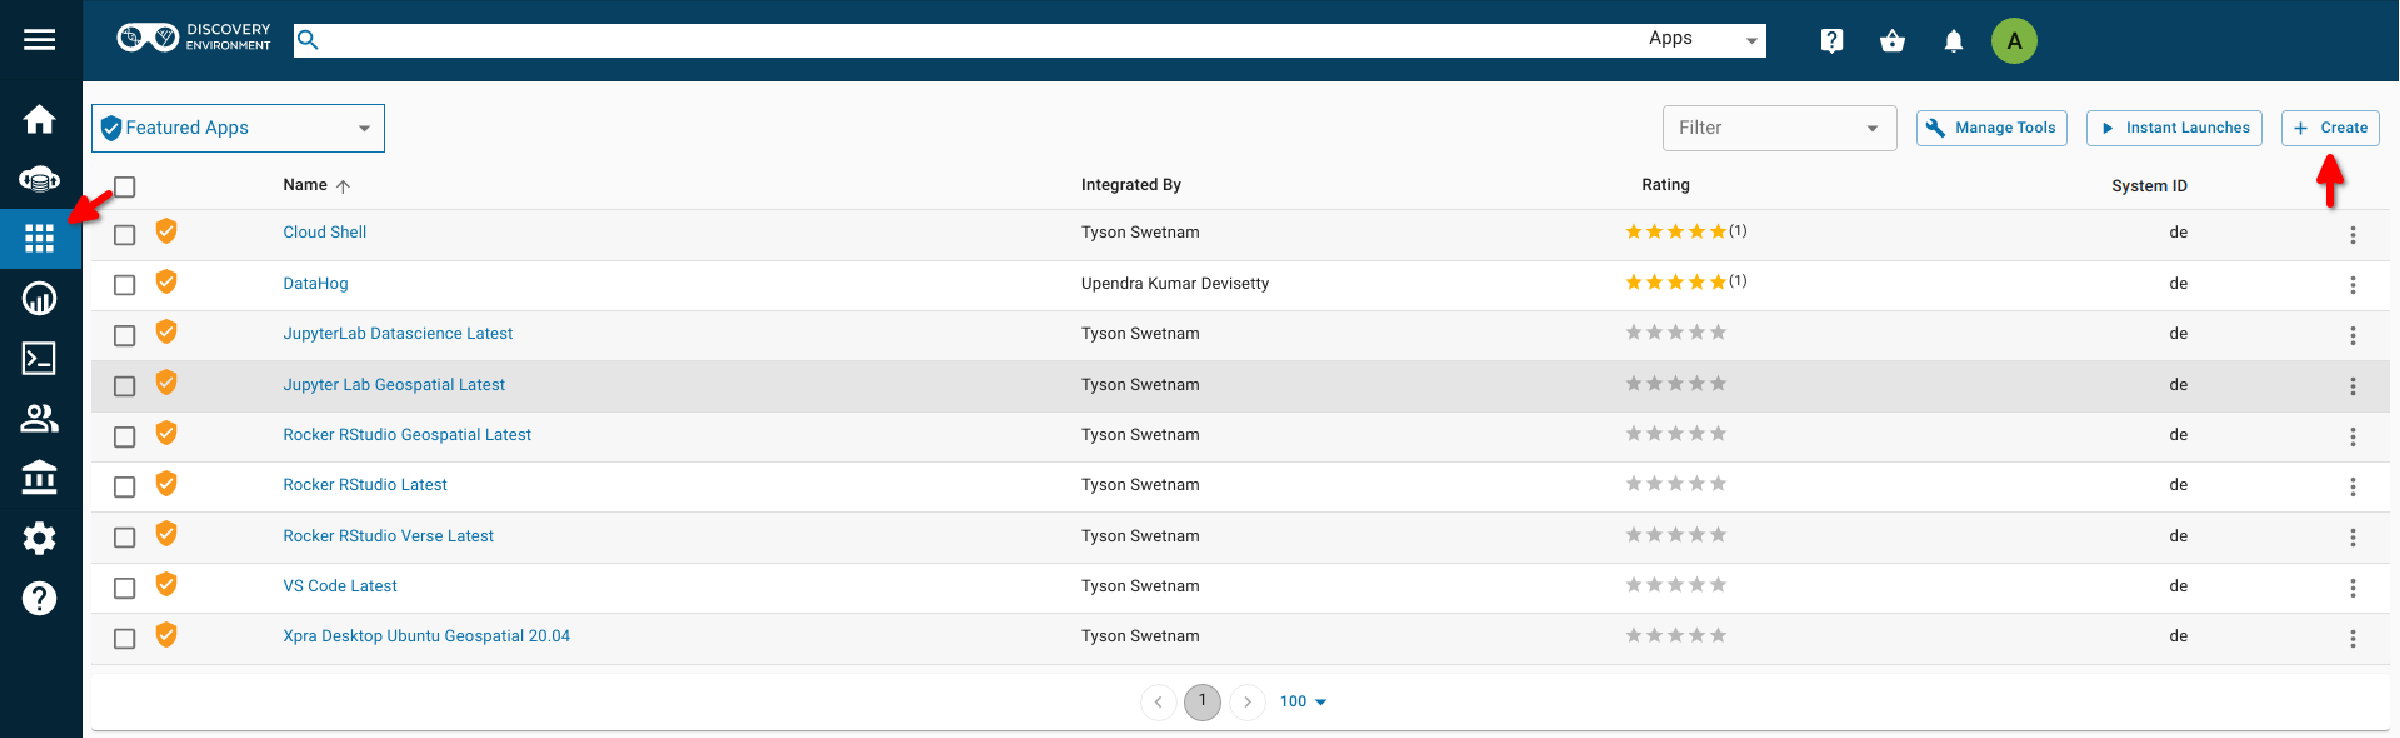 DISCOVERY
ENVIRONMENT
Apps
A
Featured Apps
Filter
Manage Tools
Instant Launches
+ Create
Name
Integrated By
Rating
System ID
Cloud Shell
Tyson Swetnam
(1)
de
DataHog
Upendra Kumar Devisetty
(1)
de
JupyterLab Datascience Latest
Tyson Swetnam
de
Jupyter Lab Geospatial Latest
Tyson Swetnam
de
Rocker RStudio Geospatial Latest
Tyson Swetnam
de
Rocker RStudio Latest
Tyson Swetnam
de
Rocker RStudio Verse Latest
Tyson Swetnam
de
VS Code Latest
Tyson Swetnam
de
Xpra Desktop Ubuntu Geospatial 20.04
Tyson Swetnam
de
1
100